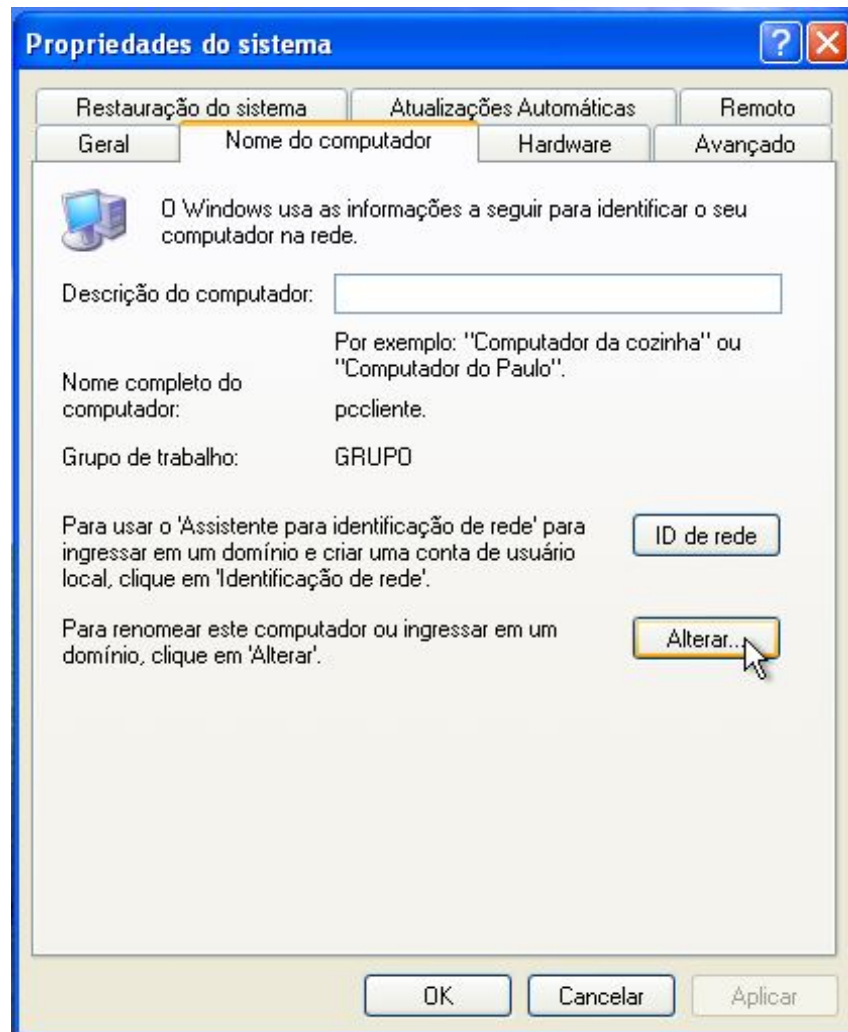 Propriedades do sistema
Restauração do sistema
Atualizações Automáticas
Remoto
Geral
Nome do computador
Hardware
Avançado
O Windows usa as informações a seguir para identificar o seu
computador na rede.
Descrição do computador:
Por exemplo: "Computador da cozinha" ou
"Computador do Paulo".
Nome completo do
computador:
pccliente.
Grupo de trabalho:
GRUPO
Para usar o 'Assistente para identificação de rede' para
ingressar em um domínio e criar uma conta de usuário
local, clique em 'Identificação de rede'.
ID de rede
Para renomear este computador ou ingressar em um
domínio, clique em 'Alterar'.
Alterar...
OK
Cancelar
Aplicar